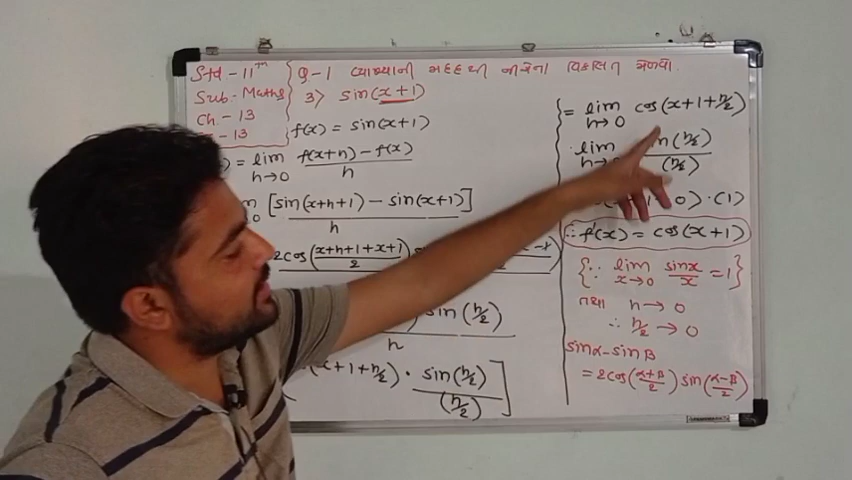 Std - 11th
Sub - Maths
Ch. - 13
- 13
Q-1 વ્યાખ્યાની મદદથી નીચેના વિકલિત મેળવો.
3) sin(x+1)
f(x) = sin(x+1)
= lim h→0 f(x+h) - f(x) / h
[sin(x+h+1) - sin(x+1)] / h
2cos((x+h+1+x+1)/2)
sin(h/2) / h
(x+1+h/2) · sin(h/2) / (h/2) ]
= lim h→0 cos(x+1+h/2)
· lim h→0 sin(h/2) / (h/2)
0) · (1)
∴ f'(x) = cos(x+1)
{∵ lim x→0 sinx/x = 1}
તથા h → 0
∴ h/2 → 0
sinα - sinβ
= 2cos((α+β)/2) sin((α-β)/2)